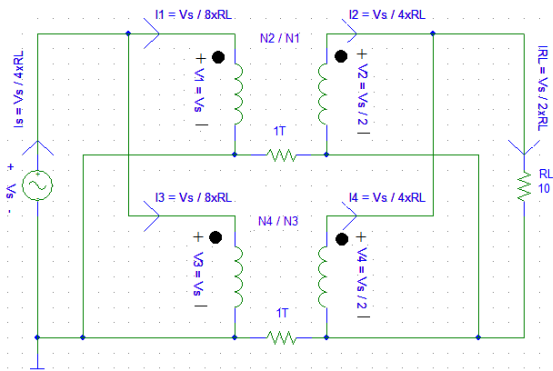 I1 = Vs / 8xRL
I2 = Vs / 4xRL
N2 / N1
Is = Vs / 4xRL
IRL = Vs / 2xRL
+ V1 = Vs -
+ V2 = Vs / 2 -
1T
+ Vs -
I3 = Vs / 8xRL
I4 = Vs / 4xRL
RL
10
N4 / N3
+ V3 = Vs -
+ V4 = Vs / 2 -
1T